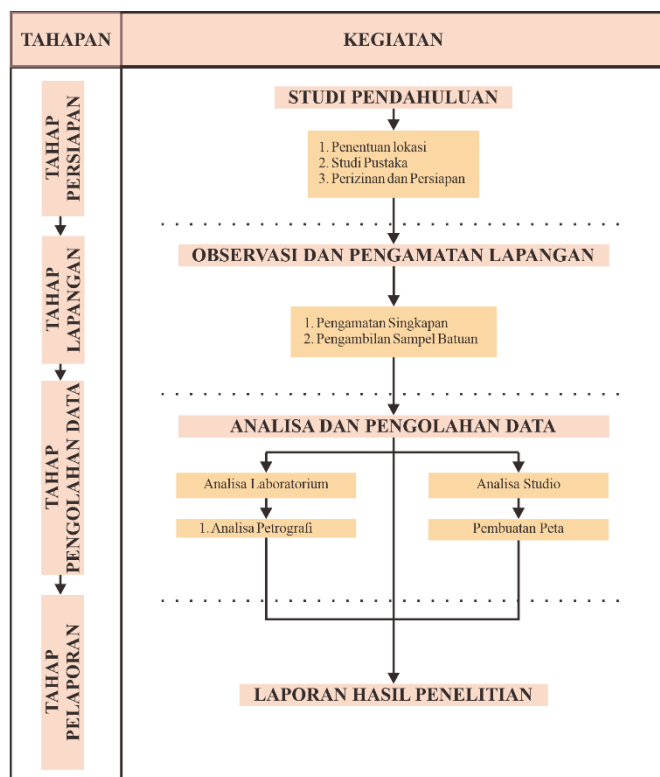 TAHAPAN
KEGIATAN
TAHAP
PERSIAPAN
STUDI PENDAHULUAN
1. Penentuan lokasi
2. Studi Pustaka
3. Perizinan dan Persiapan
TAHAP
LAPANGAN
OBSERVASI DAN PENGAMATAN LAPANGAN
1. Pengamatan Singkapan
2. Pengambilan Sampel Batuan
TAHAP
PENGOLAHAN DATA
ANALISA DAN PENGOLAHAN DATA
Analisa Laboratorium
Analisa Studio
1. Analisa Petrografi
Pembuatan Peta
TAHAP
PELAPORAN
LAPORAN HASIL PENELITIAN